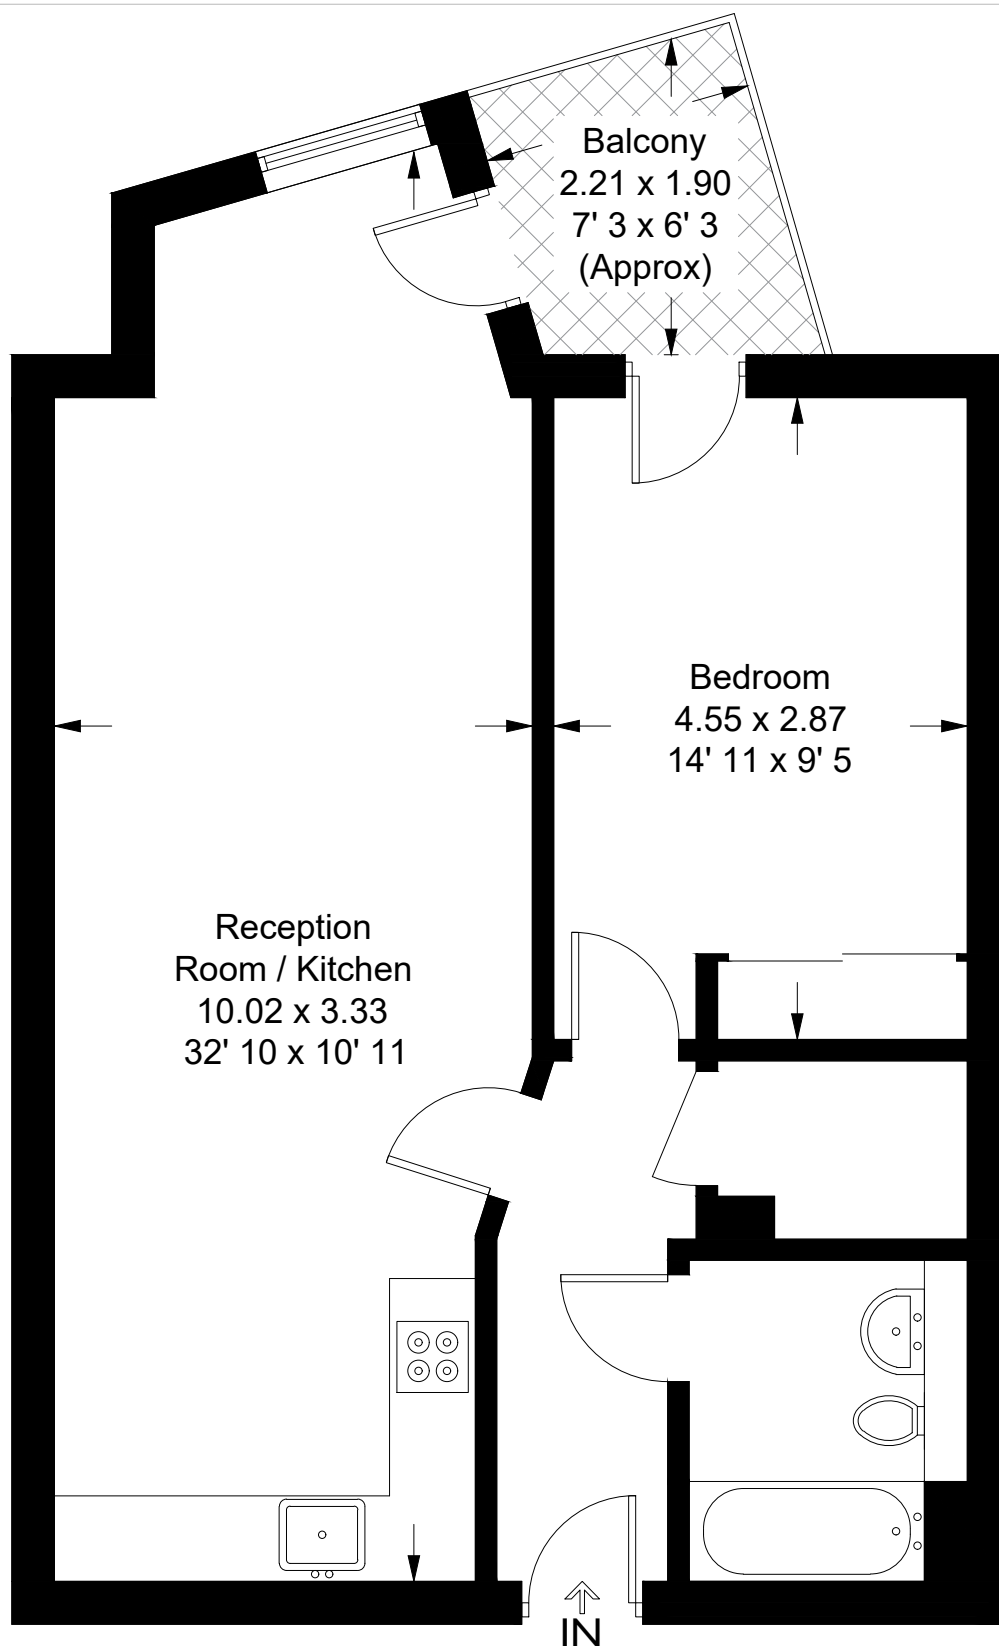 Balcony
2.21 x 1.90
7' 3 x 6' 3
(Approx)
Bedroom
4.55 x 2.87
14' 11 x 9' 5
Reception
Room / Kitchen
10.02 x 3.33
32' 10 x 10' 11
IN